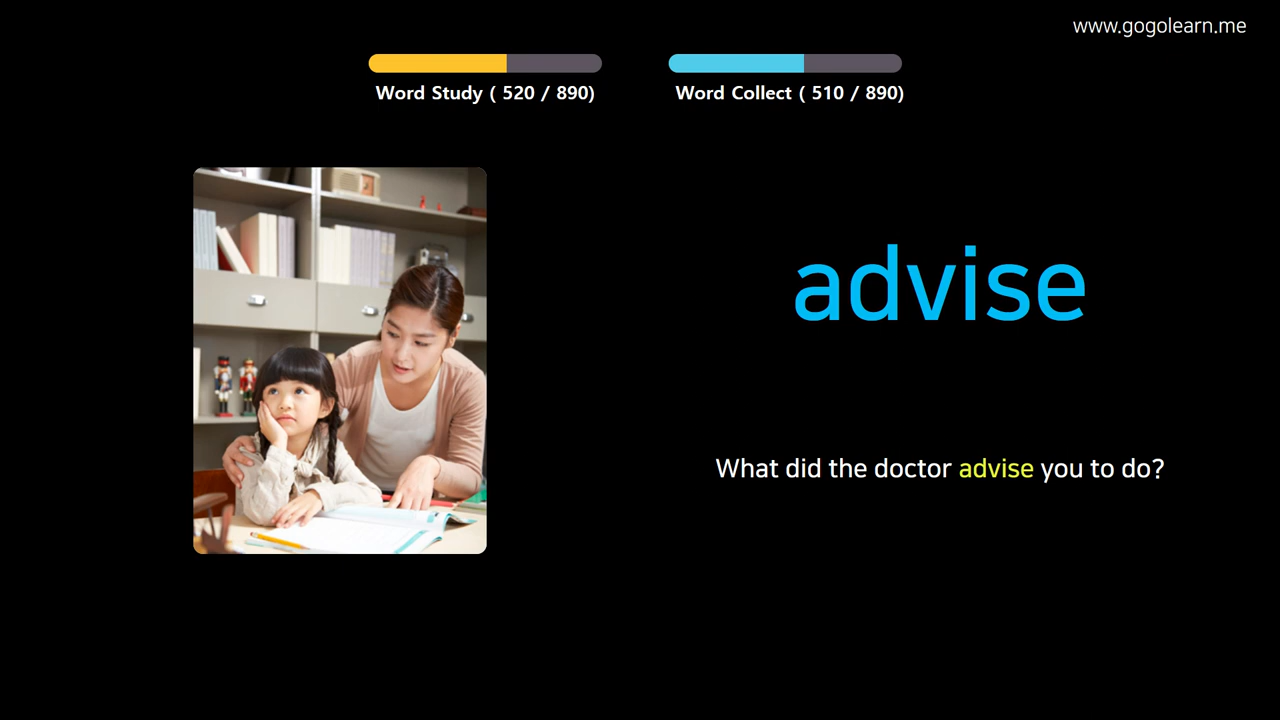 www.gogolearn.me
Word Study ( 520 / 890)
Word Collect ( 510 / 890)
advise
What did the doctor advise you to do?